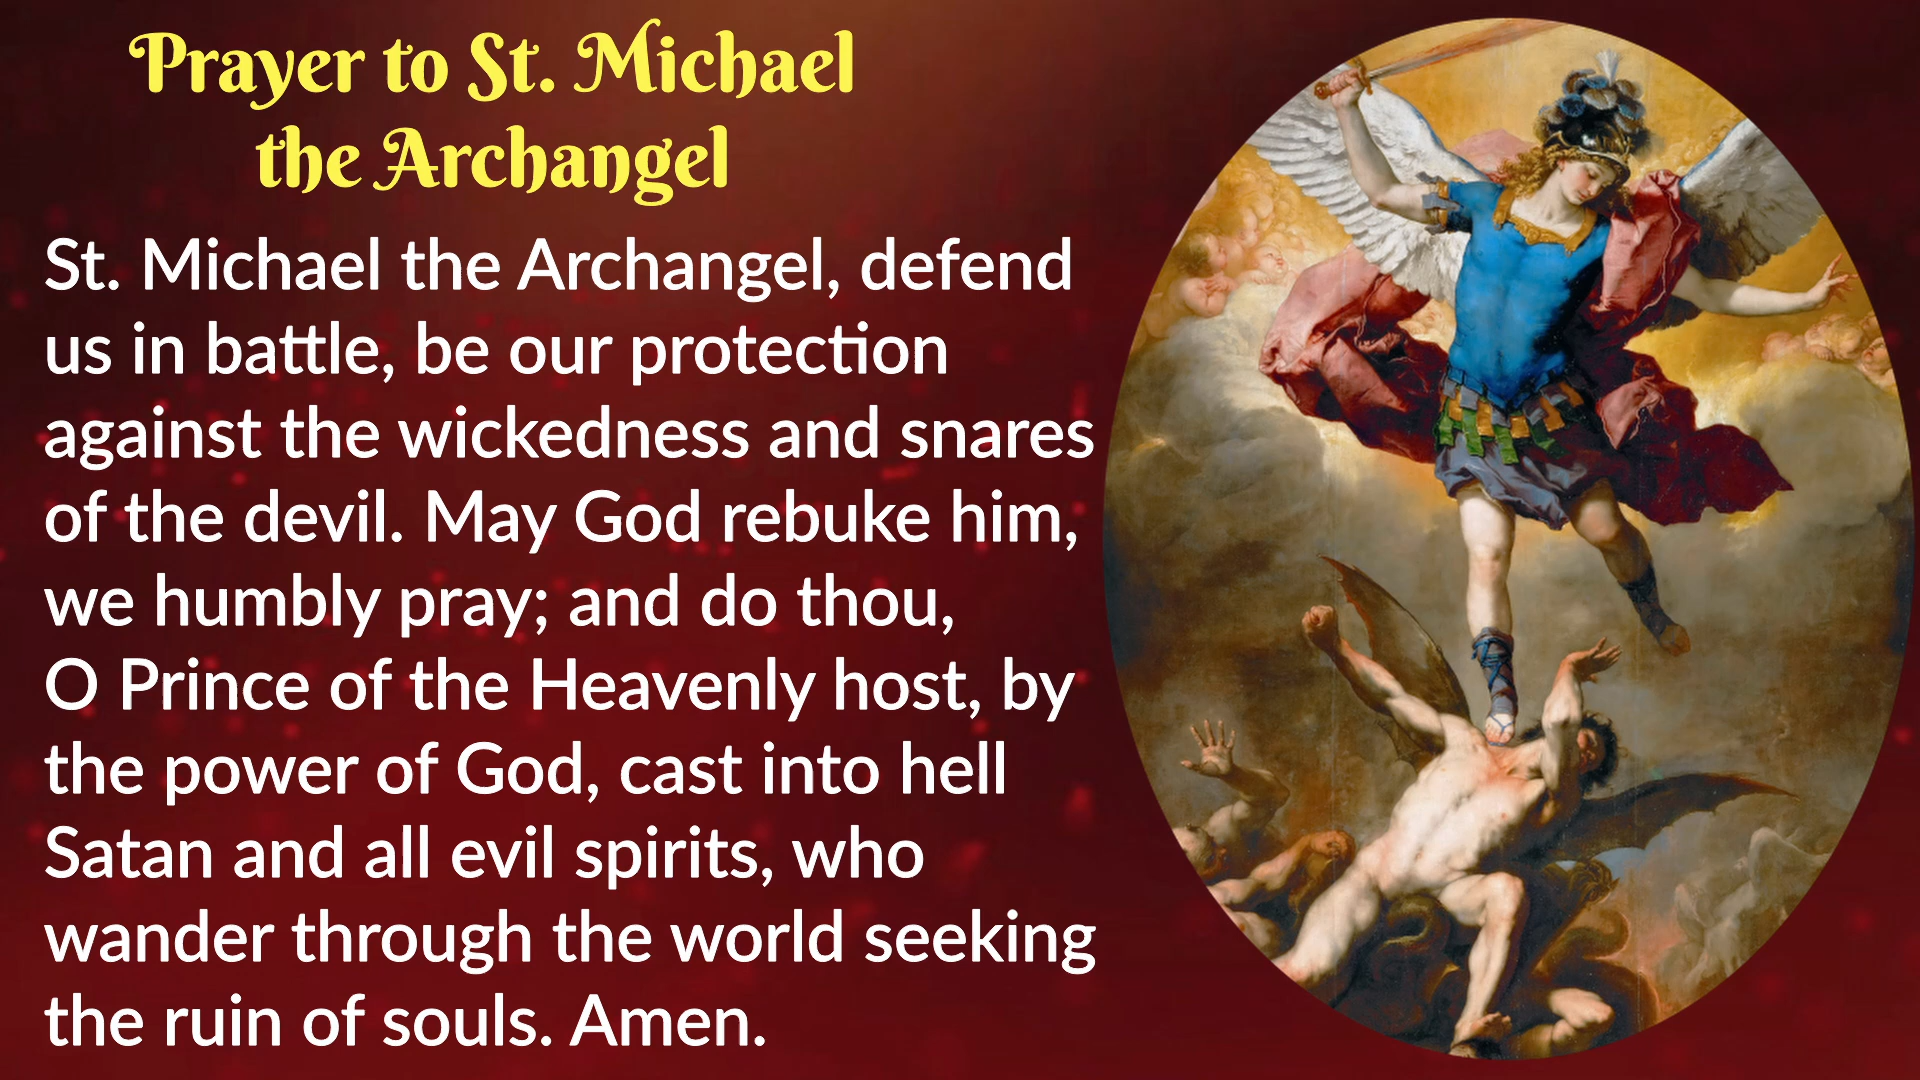 Prayer to St. Michael
the Archangel
St. Michael the Archangel, defend
us in battle, be our protection
against the wickedness and snares
of the devil. May God rebuke him,
we humbly pray; and do thou,
O Prince of the Heavenly host, by
the power of God, cast into hell
Satan and all evil spirits, who
wander through the world seeking
the ruin of souls. Amen.